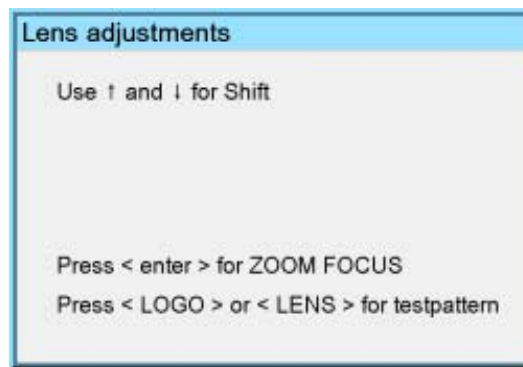 Lens adjustments
Use ↑ and ↓ for Shift
Press < enter > for ZOOM FOCUS
Press < LOGO > or < LENS > for testpattern